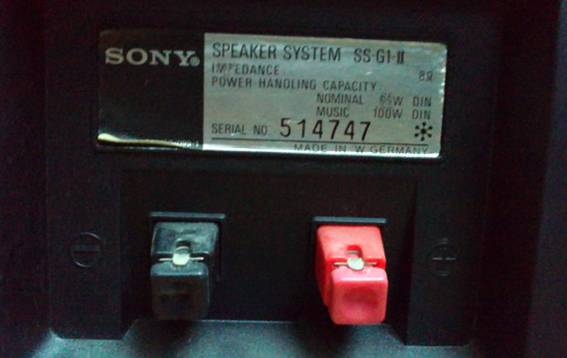 SONY®
SPEAKER SYSTEM SS-G1-II
IMPEDANCE 8Ω
POWER HANDLING CAPACITY
NOMINAL 65W DIN
MUSIC 100W DIN
SERIAL NO. 514747
MADE IN W.GERMANY